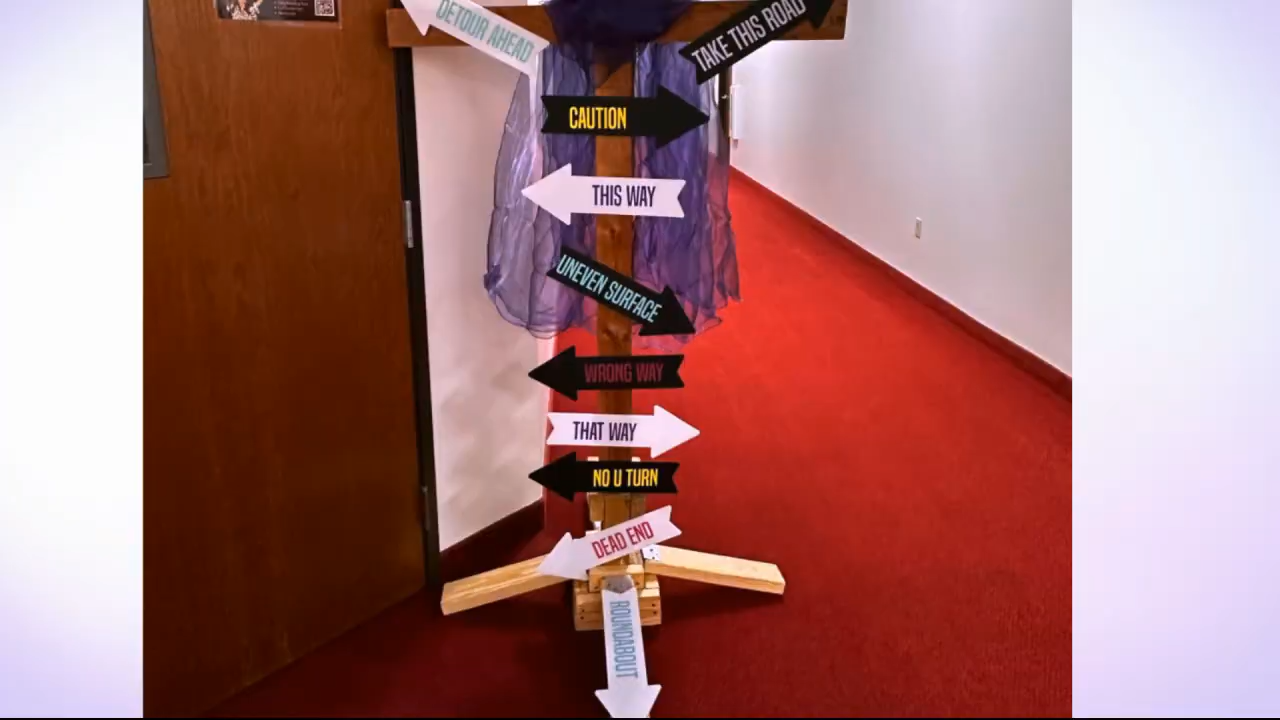 DETOUR AHEAD
TAKE THIS ROAD
CAUTION
THIS WAY
UNEVEN SURFACE
WRONG WAY
THAT WAY
NO U TURN
DEAD END
ROUNDABOUT